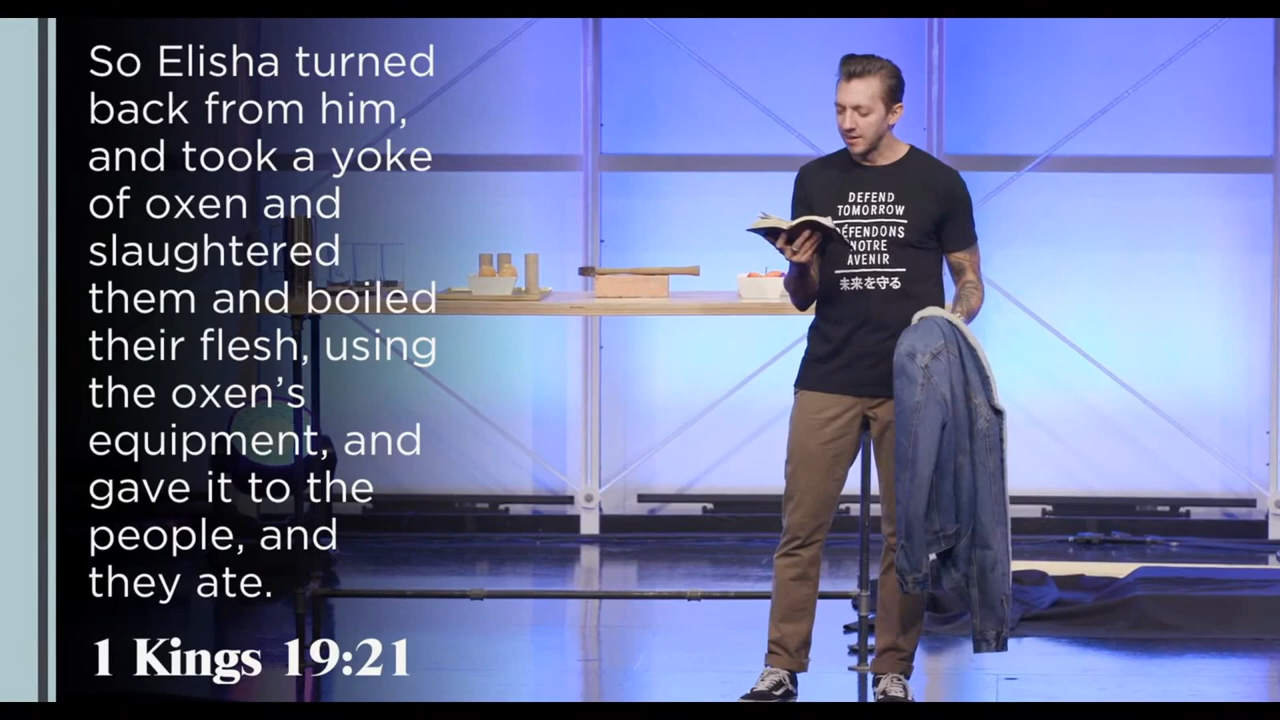 So Elisha turned
back from him,
and took a yoke
of oxen and
slaughtered
them and boiled
their flesh, using
the oxen’s
equipment, and
gave it to the
people, and
they ate.
1 Kings 19:21
DEFEND
TOMORROW
DÉFENDONS
NOTRE
AVENIR
未来を守る